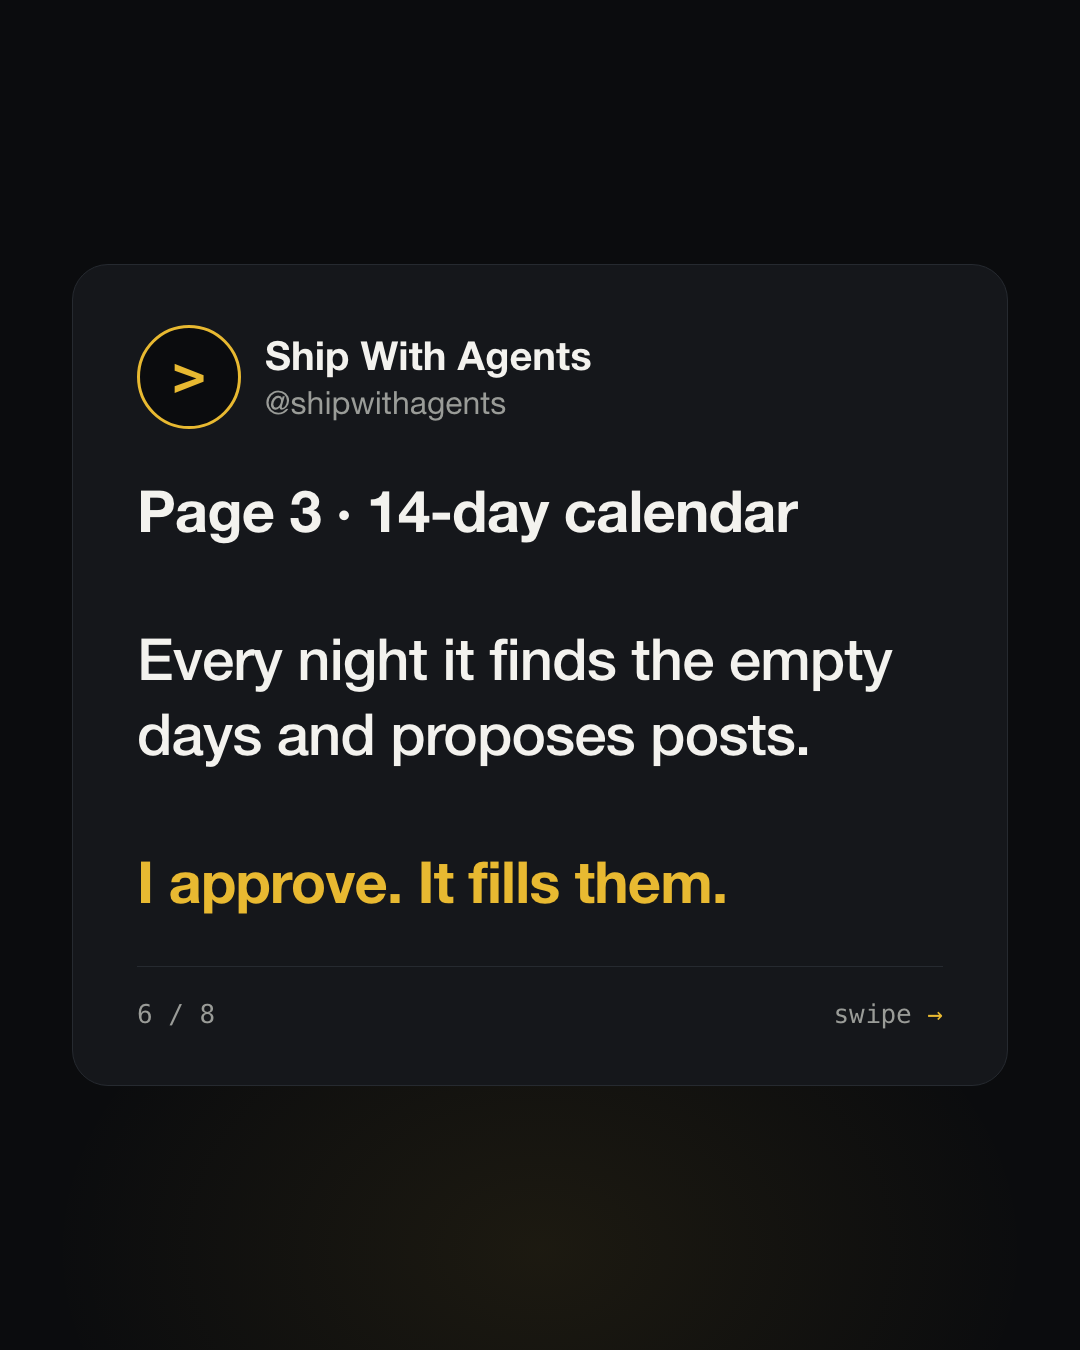 >
Ship With Agents
@shipwithagents
Page 3 · 14-day calendar
Every night it finds the empty
days and proposes posts.
I approve. It fills them.
6 / 8
swipe →